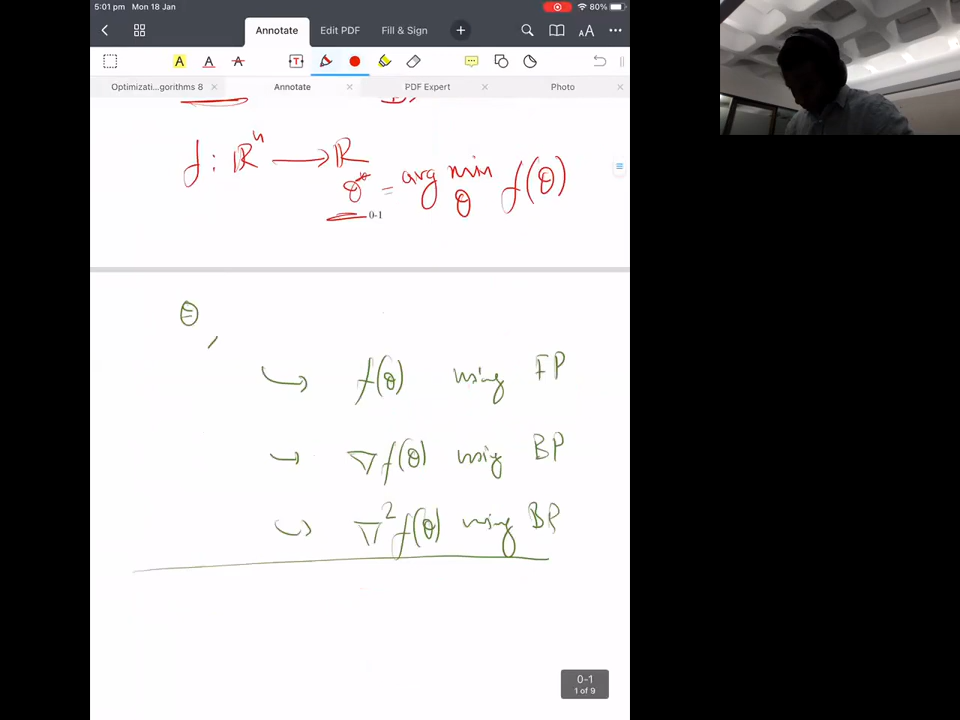 5:01 pm Mon 18 Jan 80%
Annotate Edit PDF Fill & Sign
A A A T AA
Optimizati...gorithms 8 Annotate PDF Expert Photo
f : ℝⁿ → ℝ
θ* = arg min f(θ)
θ
0-1
θ,
↪ f(θ) using FP
→ ∇f(θ) using BP
↪ ∇²f(θ) using BP
0-1
1 of 9